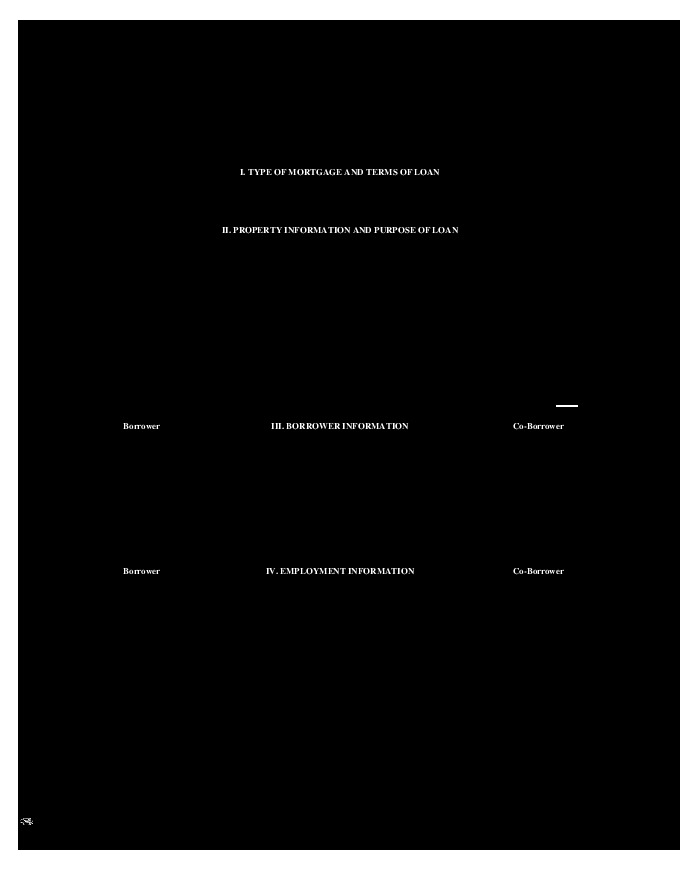 I. TYPE OF MORTGAGE AND TERMS OF LOAN
II. PROPERTY INFORMATION AND PURPOSE OF LOAN
Borrower III. BORROWER INFORMATION Co-Borrower
Borrower IV. EMPLOYMENT INFORMATION Co-Borrower